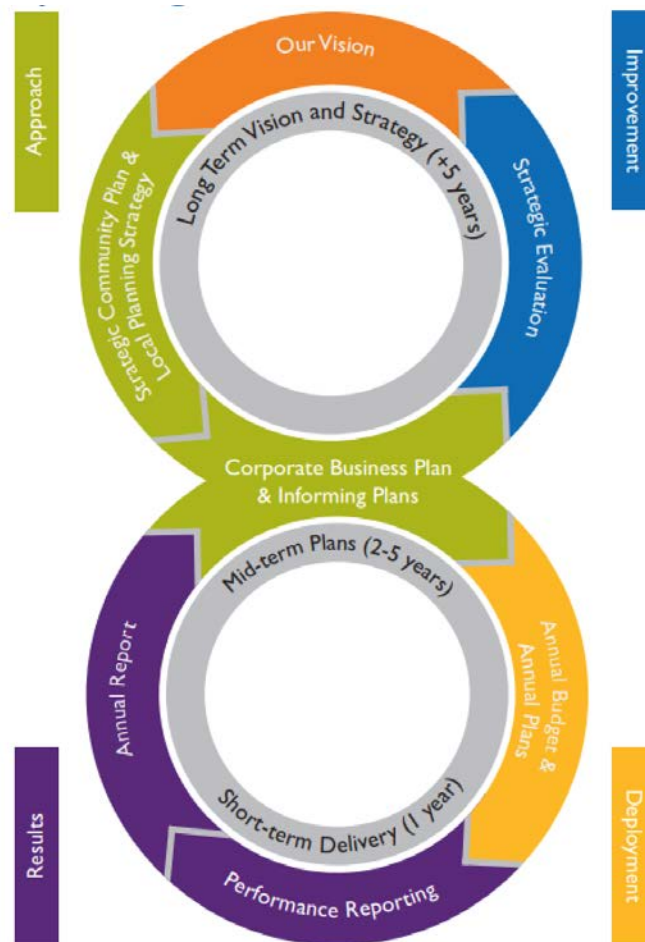 Approach
Improvement
Our Vision
Long Term Vision and Strategy (+5 years)
Strategic Community Plan &
Local Planning Strategy
Strategic Evaluation
Corporate Business Plan
& Informing Plans
Mid-term Plans (2-5 years)
Annual Report
Annual Budget &
Annual Plans
Short-term Delivery (1 year)
Performance Reporting
Results
Deployment